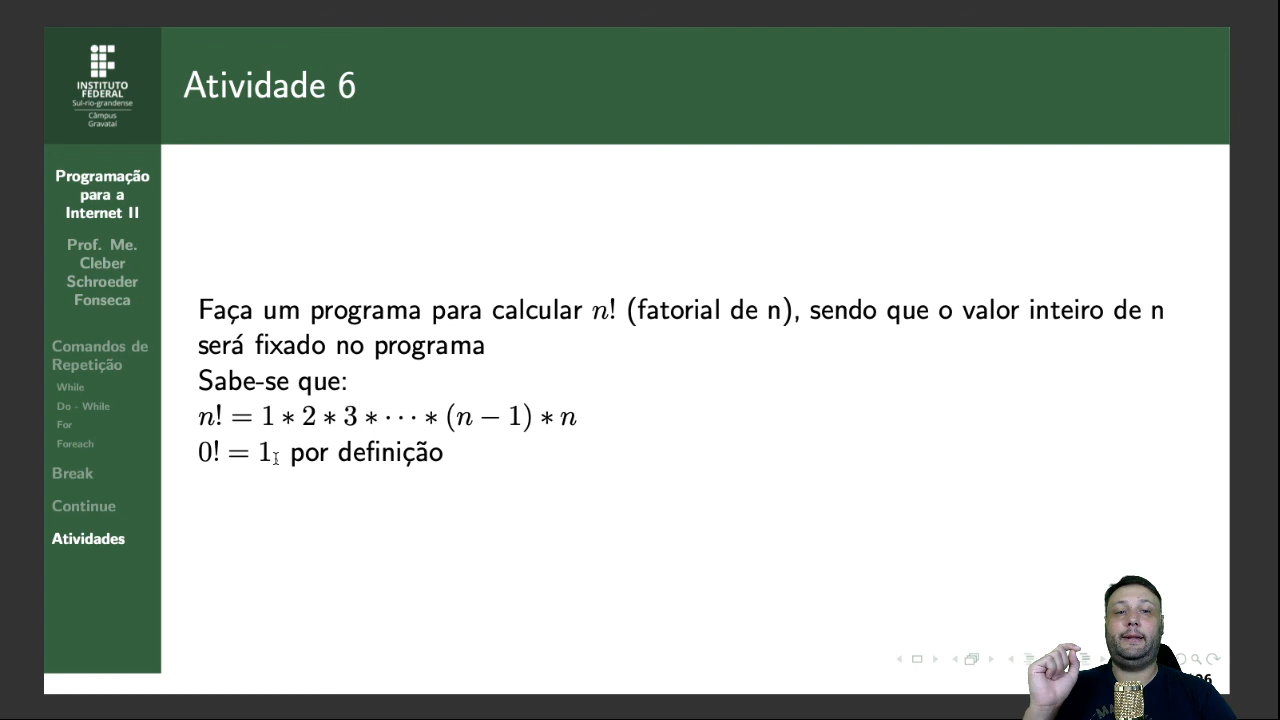 INSTITUTO
FEDERAL
Sul-rio-grandense
Câmpus
Gravataí
Atividade 6
Programação
para a
Internet II
Prof. Me.
Cleber
Schroeder
Fonseca
Comandos de
Repetição
While
Do - While
For
Foreach
Break
Continue
Atividades
Faça um programa para calcular n! (fatorial de n), sendo que o valor inteiro de n
será fixado no programa
Sabe-se que:
n! = 1 ∗ 2 ∗ 3 ∗ ⋯ ∗ (n − 1) ∗ n
0! = 1, por definição